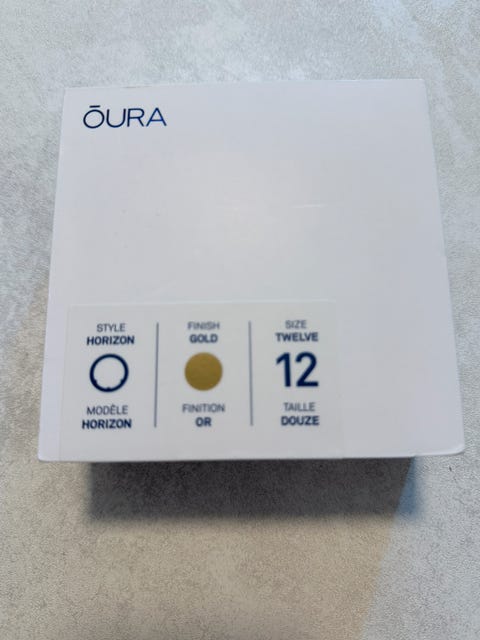 ŌURA
STYLE
HORIZON
MODÈLE
HORIZON
FINISH
GOLD
FINITION
OR
SIZE
TWELVE
12
TAILLE
DOUZE